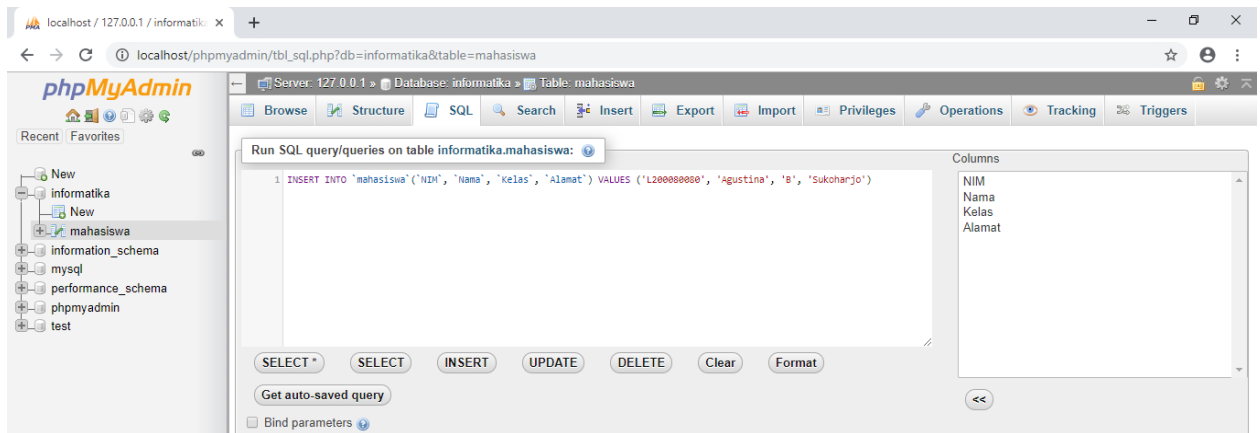 localhost / 127.0.0.1 / informatik
localhost/phpmyadmin/tbl_sql.php?db=informatika&table=mahasiswa
phpMyAdmin
Recent Favorites
New
informatika
New
mahasiswa
information_schema
mysql
performance_schema
phpmyadmin
test
Server: 127.0.0.1 » Database: informatika » Table: mahasiswa
Browse Structure SQL Search Insert Export Import Privileges Operations Tracking Triggers
Run SQL query/queries on table informatika.mahasiswa:
1 INSERT INTO `mahasiswa`(`NIM`, `Nama`, `Kelas`, `Alamat`) VALUES ('L200080080', 'Agustina', 'B', 'Sukoharjo')
SELECT * SELECT INSERT UPDATE DELETE Clear Format
Get auto-saved query
Bind parameters
Columns
NIM
Nama
Kelas
Alamat
<<